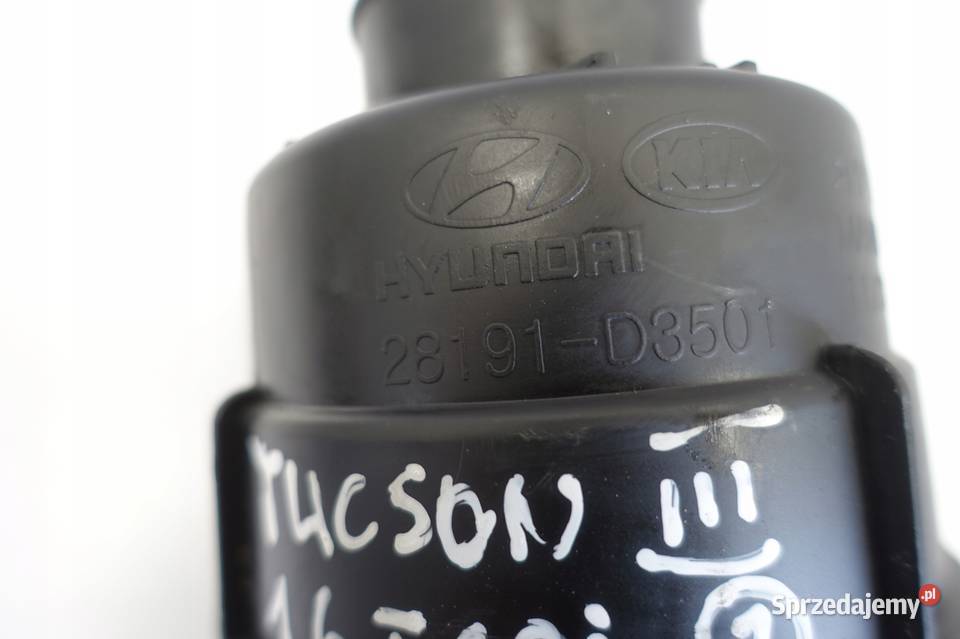 KIA
HYUNDAI
28191-D3501
TUCSON III
Sprzedajemy.pl